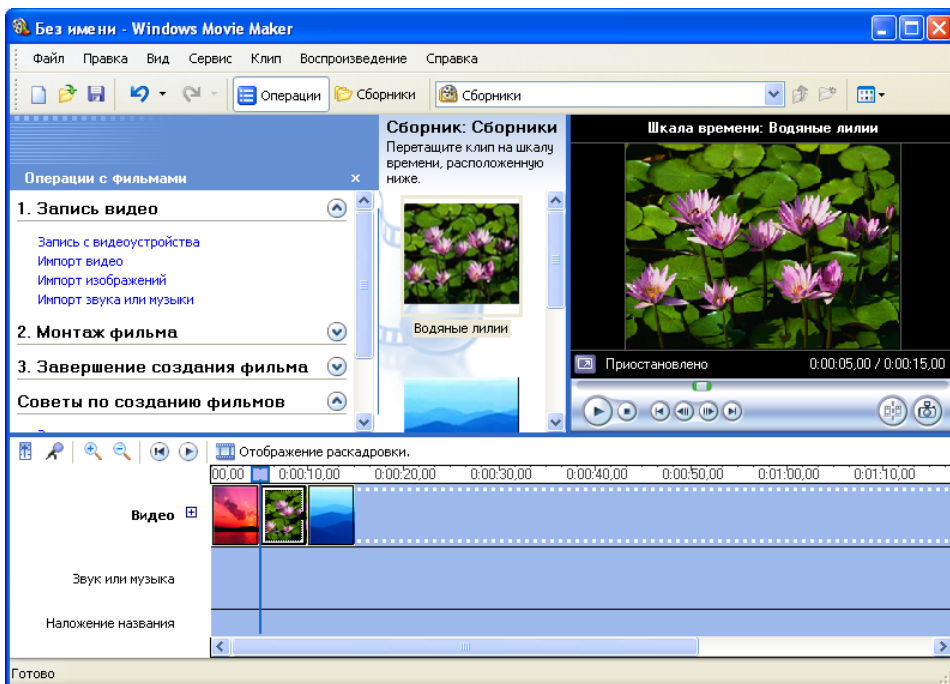 Без имени - Windows Movie Maker
Файл Правка Вид Сервис Клип Воспроизведение Справка
Операции Сборники Сборники
Операции с фильмами
1. Запись видео
Запись с видеоустройства
Импорт видео
Импорт изображений
Импорт звука или музыки
2. Монтаж фильма
3. Завершение создания фильма
Советы по созданию фильмов
Сборник: Сборники
Перетащите клип на шкалу
времени, расположенную
ниже.
Водяные лилии
Шкала времени: Водяные лилии
Приостановлено 0:00:05,00 / 0:00:15,00
Отображение раскадровки.
00,00 0:00:10,00 0:00:20,00 0:00:30,00 0:00:40,00 0:00:50,00 0:01:00,00 0:01:10,00
Видео
Звук или музыка
Наложение названия
Готово